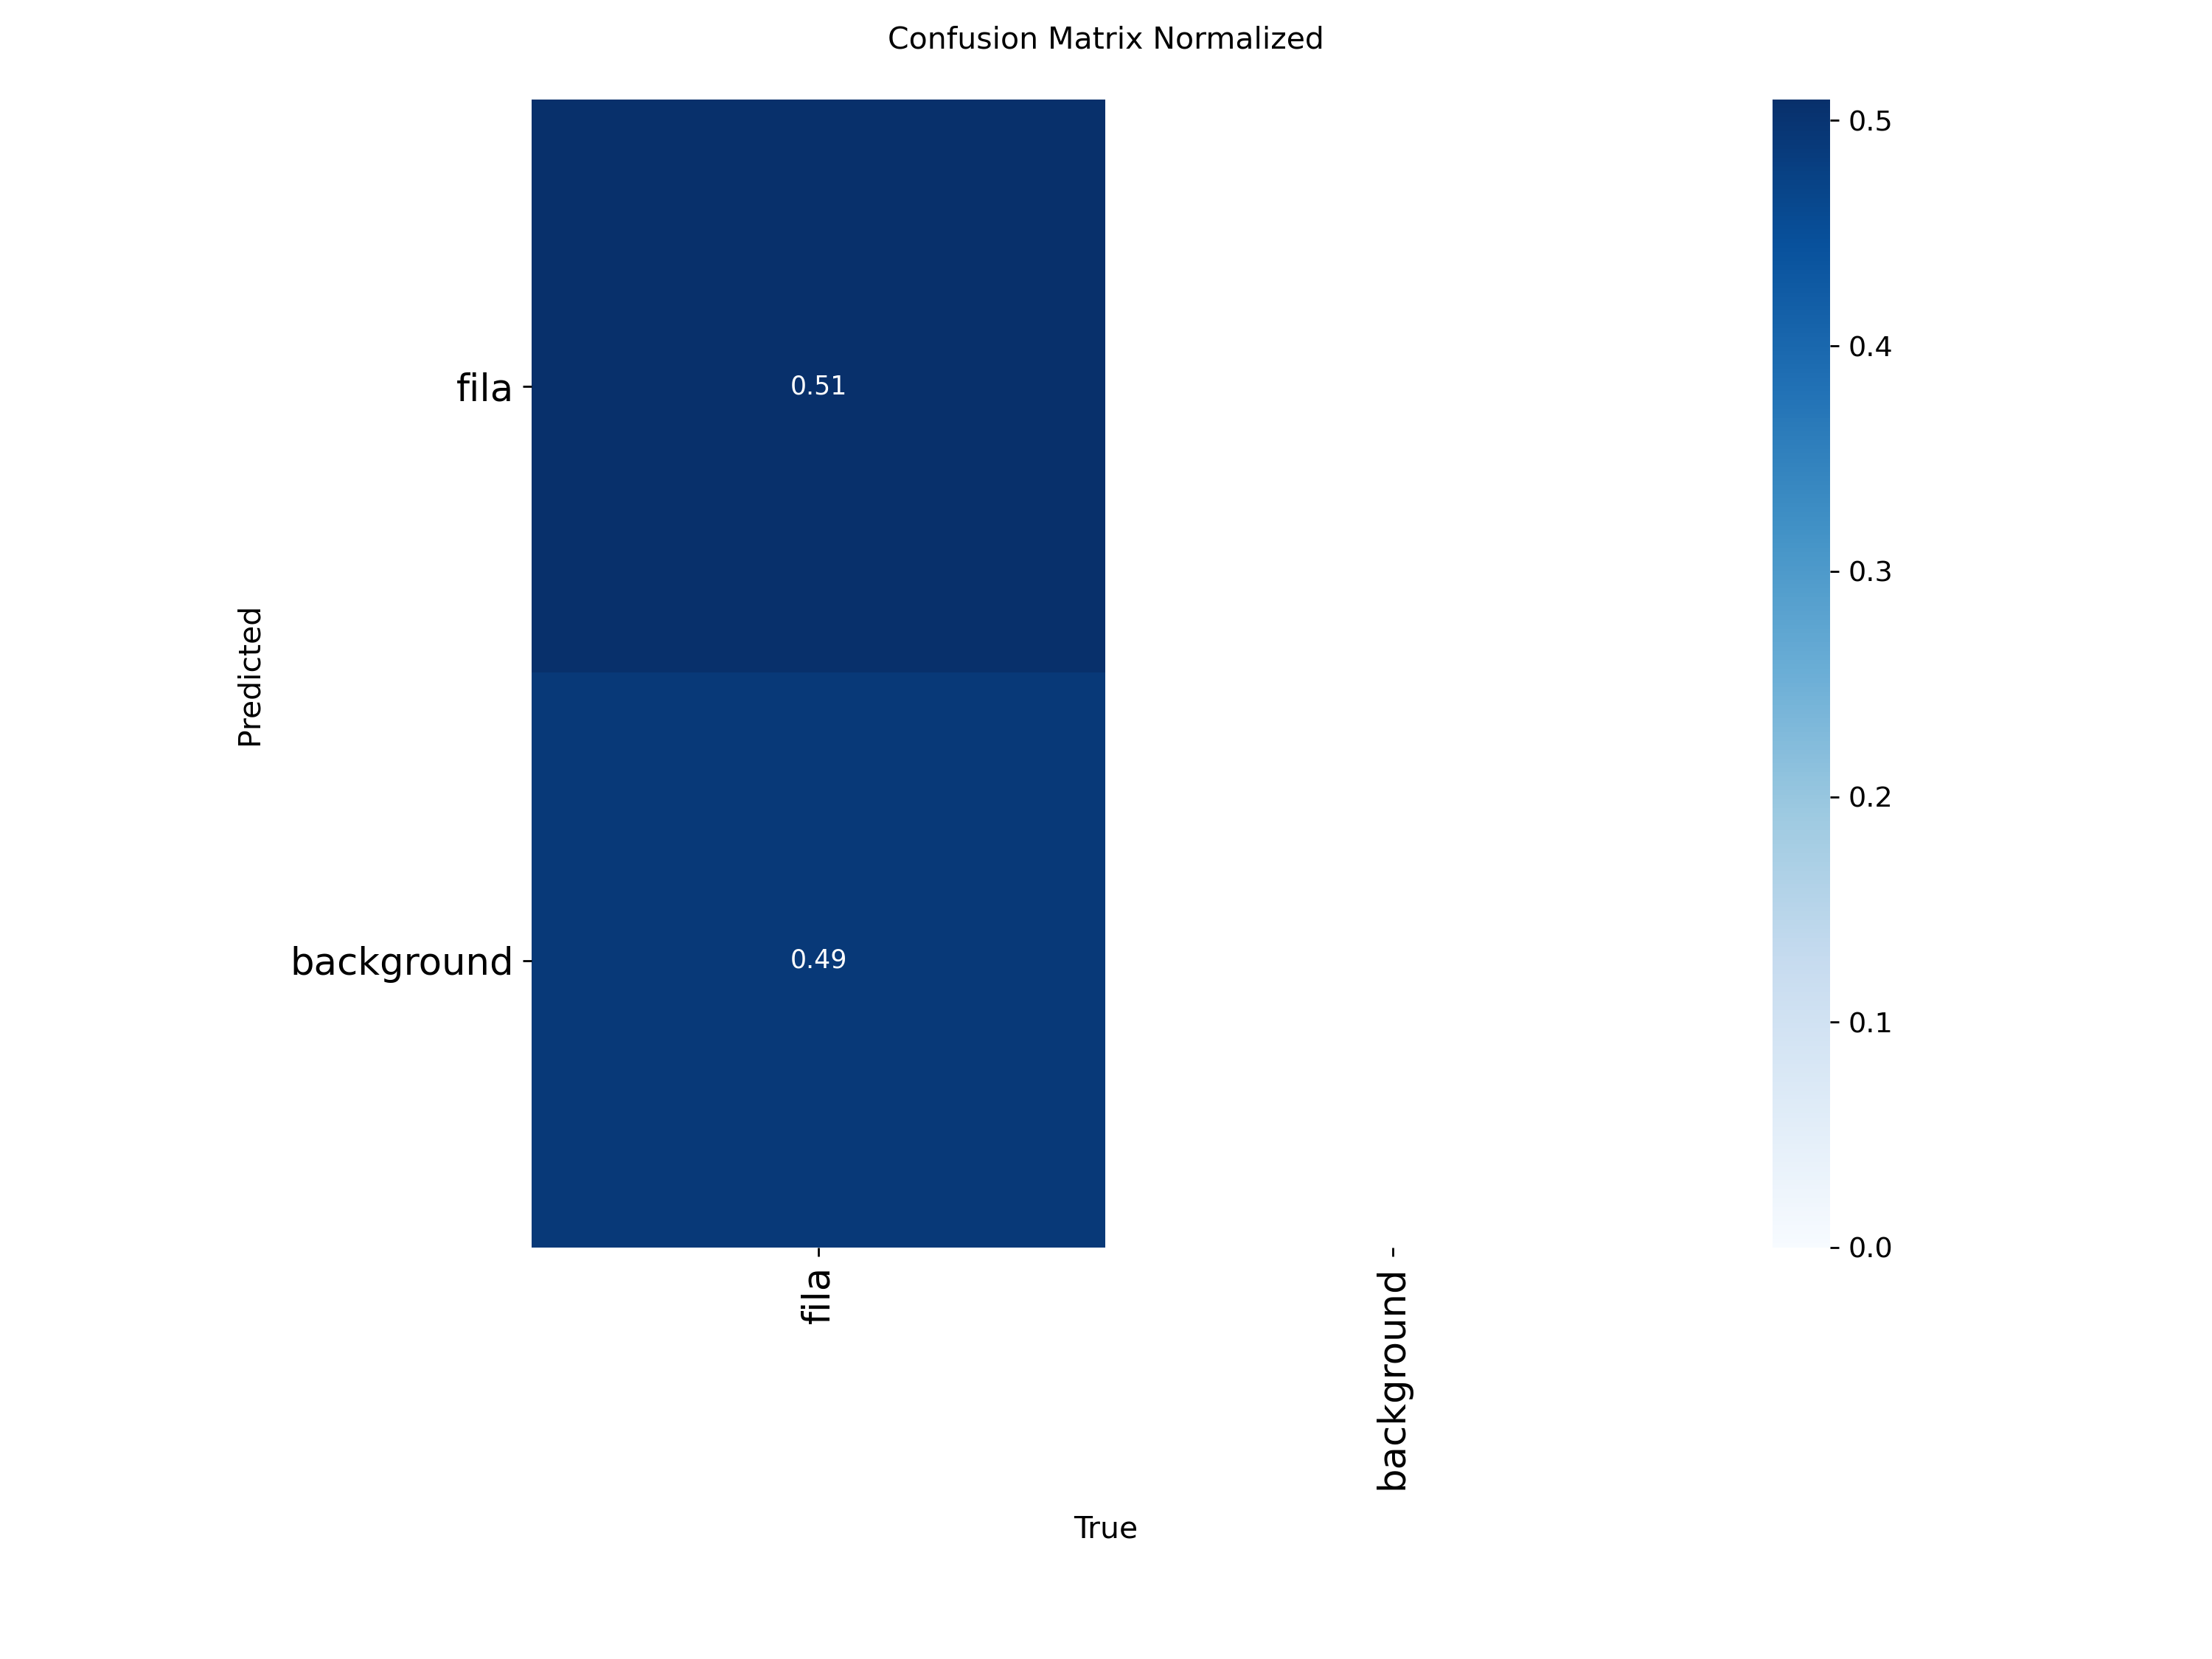 Confusion Matrix Normalized
Predicted
fila
0.51
background
0.49
fila
background
True
0.5
0.4
0.3
0.2
0.1
0.0